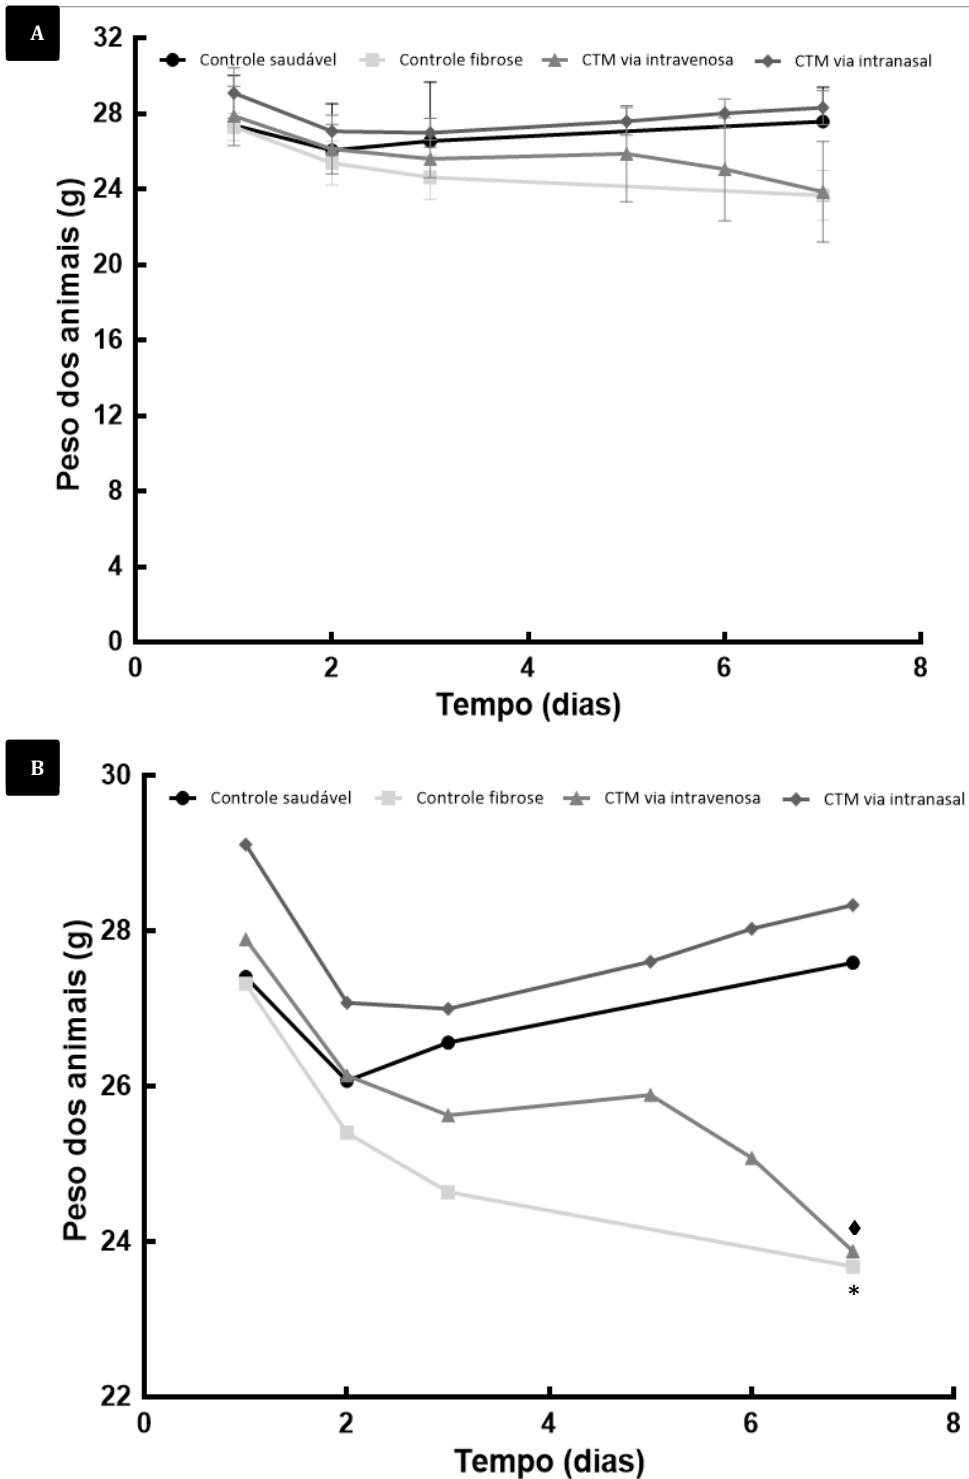 A
32
Controle saudável Controle fibrose CTM via intravenosa CTM via intranasal
28
24
20
16
12
8
4
0
Peso dos animais (g)
0 2 4 6 8
Tempo (dias)
B
30
Controle saudável Controle fibrose CTM via intravenosa CTM via intranasal
28
26
24
22
Peso dos animais (g)
♦
*
0 2 4 6 8
Tempo (dias)